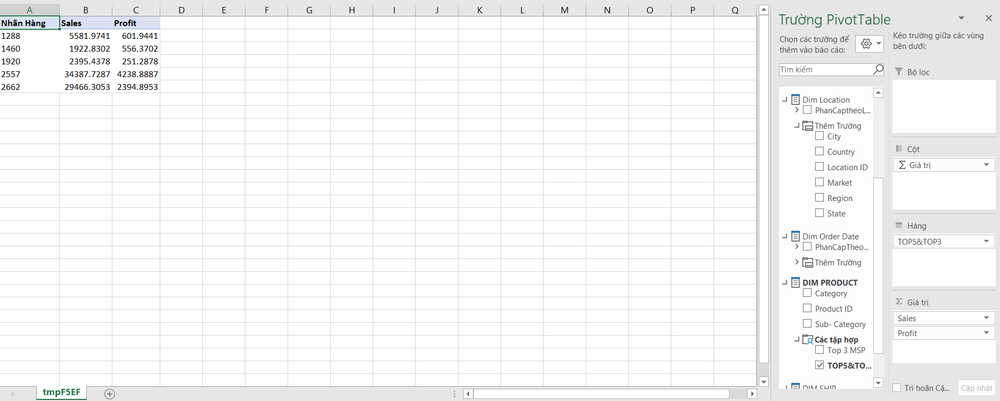 A B C D E F G H I J K L M N O P Q
Nhãn Hàng Sales Profit
1288 5581.9741 601.9441
1460 1922.8302 556.3702
1920 2395.4378 251.2878
2557 34387.7287 4238.8887
2662 29466.3053 2394.8953
tmpF5EF
Trường PivotTable
Chọn các trường để
thêm vào báo cáo:
Tìm kiếm
Dim Location
PhanCaptheoL...
Thêm Trường
City
Country
Location ID
Market
Region
State
Dim Order Date
PhanCapTheo...
Thêm Trường
DIM PRODUCT
Category
Product ID
Sub- Category
Các tập hợp
Top 3 MSP
TOP5&TO...
DIM SHIP
Kéo trường giữa các vùng
bên dưới:
Bộ lọc
Cột
Σ Giá trị
Hàng
TOP5&TOP3
Σ Giá trị
Sales
Profit
Trì hoãn Cậ...
Cập nhật